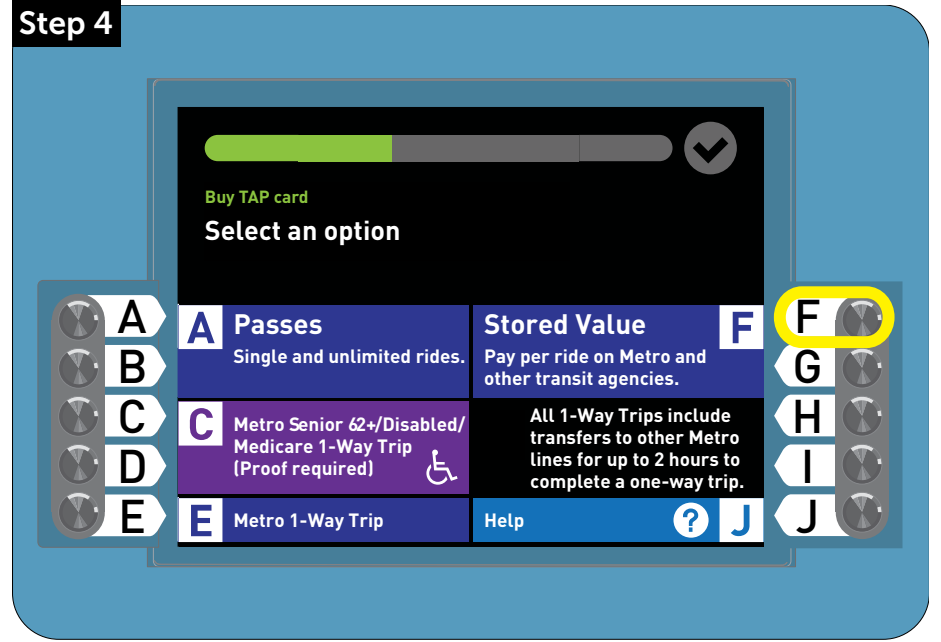 Step 4
Buy TAP card
Select an option
A
B
C
D
E
A Passes
Single and unlimited rides.
Stored Value F
Pay per ride on Metro and
other transit agencies.
C Metro Senior 62+/Disabled/
Medicare 1-Way Trip
(Proof required)
All 1-Way Trips include
transfers to other Metro
lines for up to 2 hours to
complete a one-way trip.
E Metro 1-Way Trip
Help ? J
F
G
H
I
J